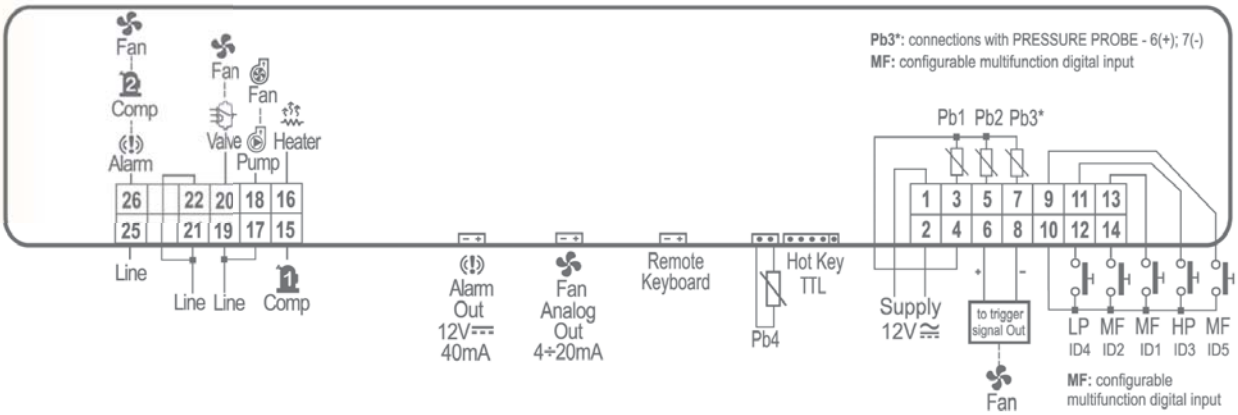 Fan
2
Comp
Alarm
Fan
Valve
Fan
Pump
Heater
26 22 20 18 16
25 21 19 17 15
Line
Line Line
1
Comp
- +
Alarm
Out
12V
40mA
- +
Fan
Analog
Out
4÷20mA
- +
Remote
Keyboard
Pb4
Hot Key
TTL
Pb3*: connections with PRESSURE PROBE - 6(+); 7(-)
MF: configurable multifunction digital input
Pb1 Pb2 Pb3*
1 3 5 7 9 11 13
2 4 6 8 10 12 14
Supply
12V
+ -
to trigger
signal Out
Fan
LP MF MF HP MF
ID4 ID2 ID1 ID3 ID5
MF: configurable
multifunction digital input